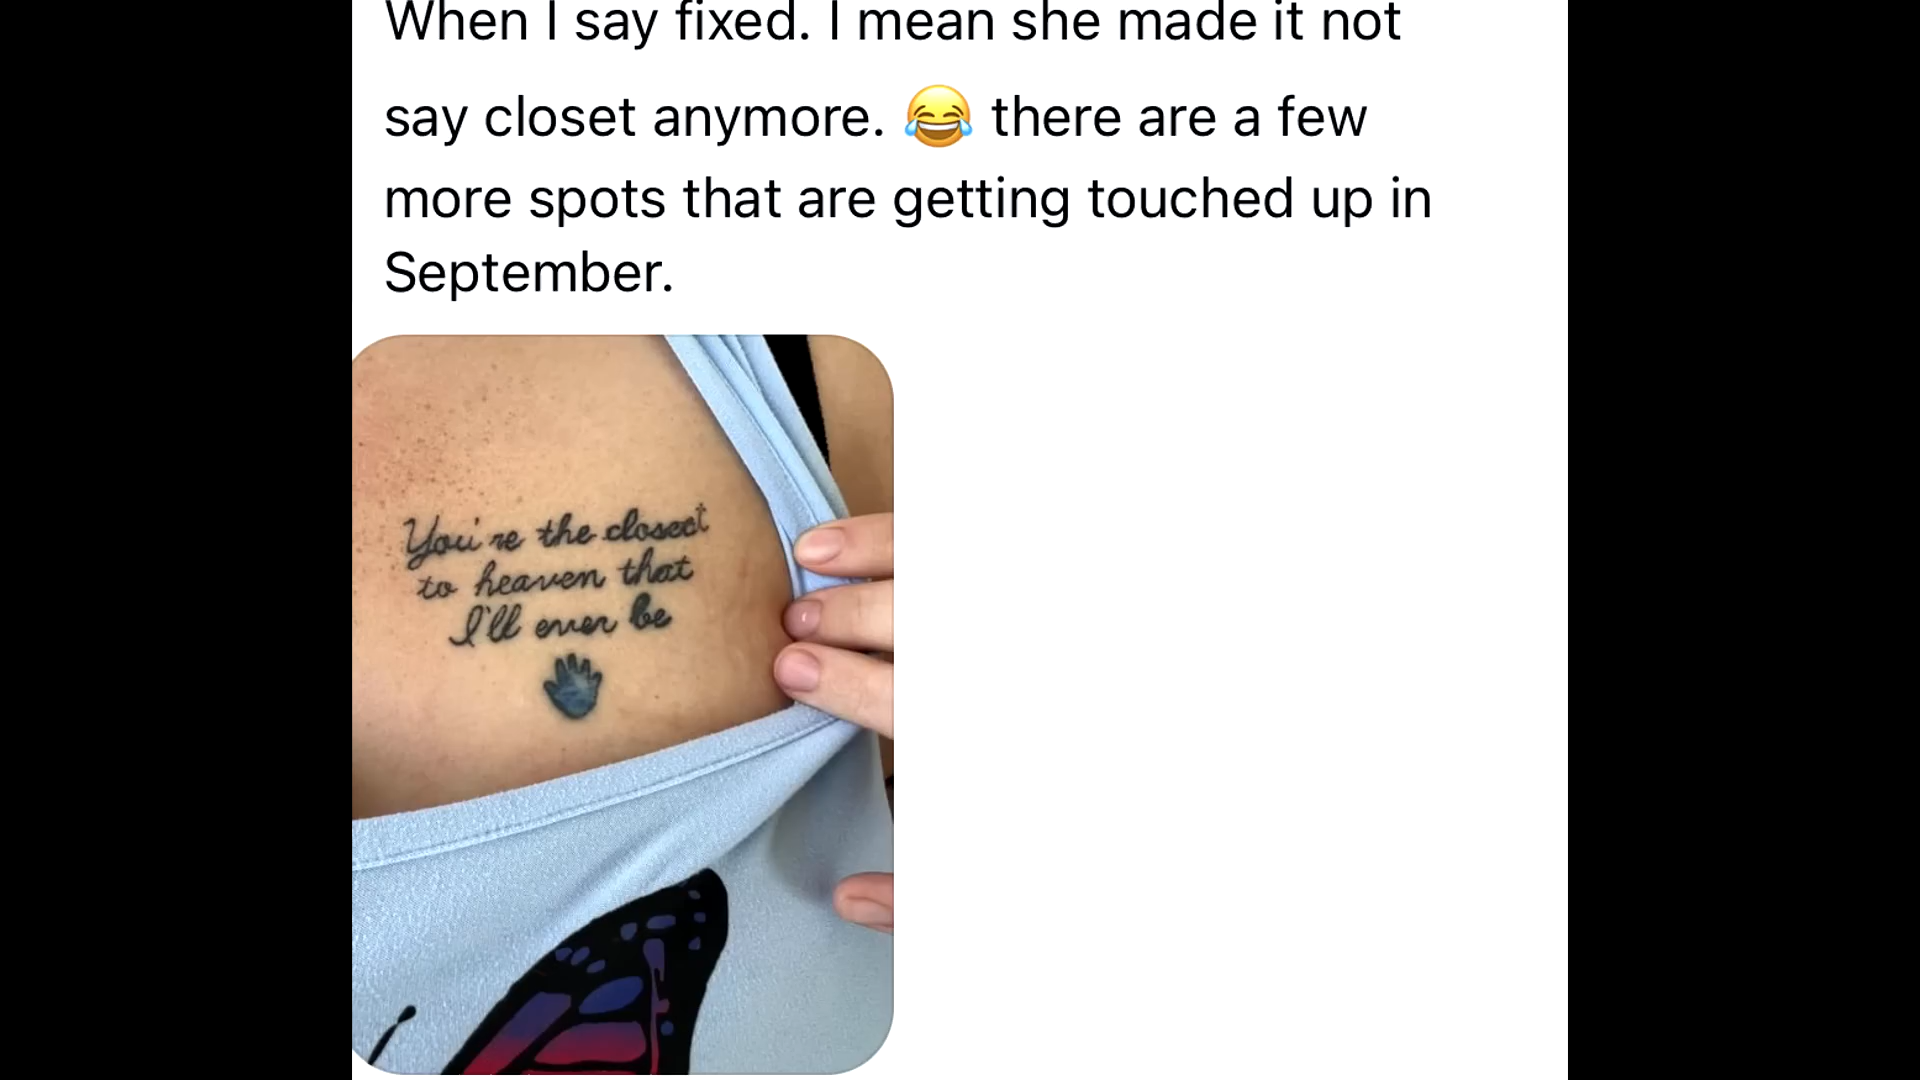 When I say fixed. I mean she made it not
say closet anymore. 😂 there are a few
more spots that are getting touched up in
September.
You're the closect
to heaven that
I'll ever be